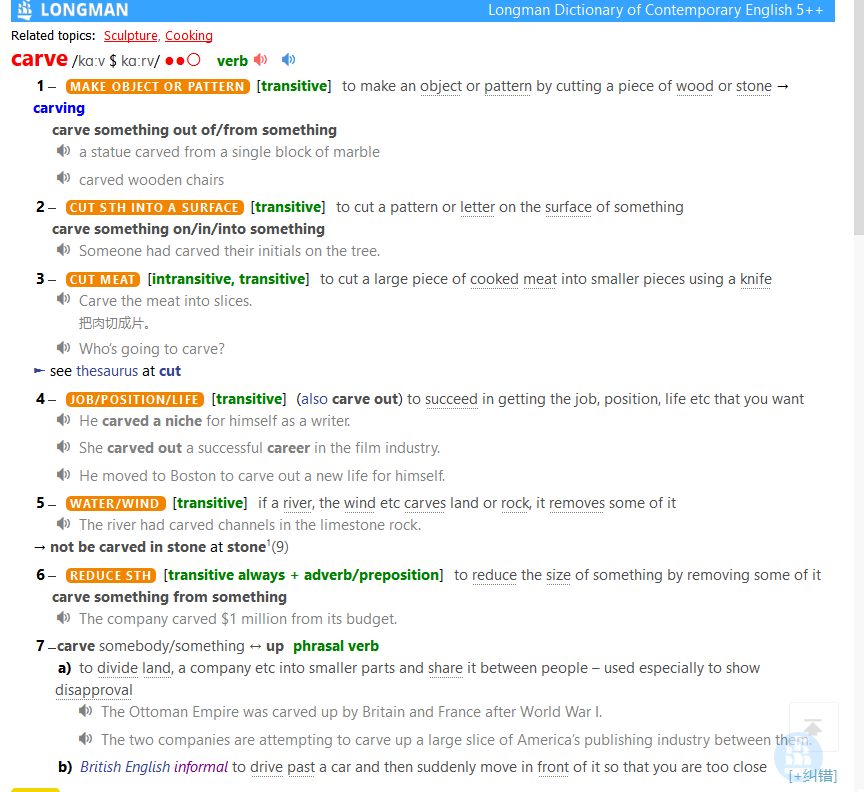 LONGMAN Longman Dictionary of Contemporary English 5++
Related topics: Sculpture, Cooking
carve /kɑːv $ kɑːrv/ ●●○ verb
1 – MAKE OBJECT OR PATTERN [transitive] to make an object or pattern by cutting a piece of wood or stone →
carving
carve something out of/from something
a statue carved from a single block of marble
carved wooden chairs
2 – CUT STH INTO A SURFACE [transitive] to cut a pattern or letter on the surface of something
carve something on/in/into something
Someone had carved their initials on the tree.
3 – CUT MEAT [intransitive, transitive] to cut a large piece of cooked meat into smaller pieces using a knife
Carve the meat into slices.
把肉切成片。
Who’s going to carve?
► see thesaurus at cut
4 – JOB/POSITION/LIFE [transitive] (also carve out) to succeed in getting the job, position, life etc that you want
He carved a niche for himself as a writer.
She carved out a successful career in the film industry.
He moved to Boston to carve out a new life for himself.
5 – WATER/WIND [transitive] if a river, the wind etc carves land or rock, it removes some of it
The river had carved channels in the limestone rock.
→ not be carved in stone at stone¹(9)
6 – REDUCE STH [transitive always + adverb/preposition] to reduce the size of something by removing some of it
carve something from something
The company carved $1 million from its budget.
7 –carve somebody/something ↔ up phrasal verb
a) to divide land, a company etc into smaller parts and share it between people – used especially to show
disapproval
The Ottoman Empire was carved up by Britain and France after World War I.
The two companies are attempting to carve up a large slice of America’s publishing industry between them.
b) British English informal to drive past a car and then suddenly move in front of it so that you are too close
[+纠错]